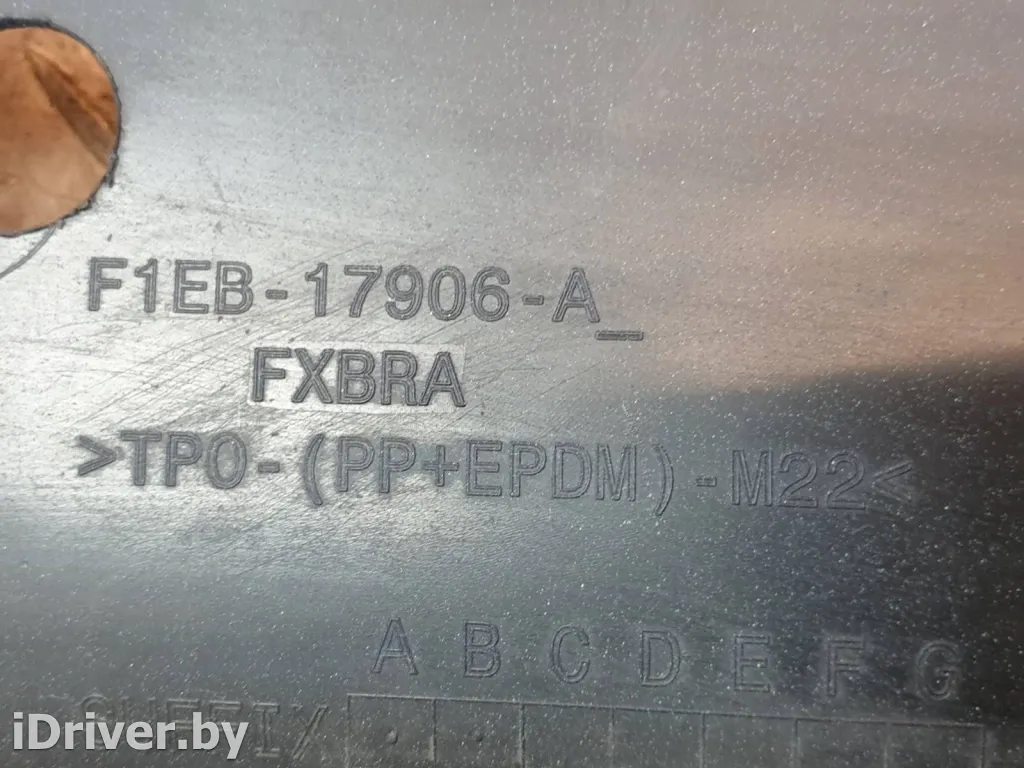 F1EB-17906-A_
FXBRA
>TPO-(PP+EPDM)-M22<
A B C D E F G
SUFFIX
iDriver.by